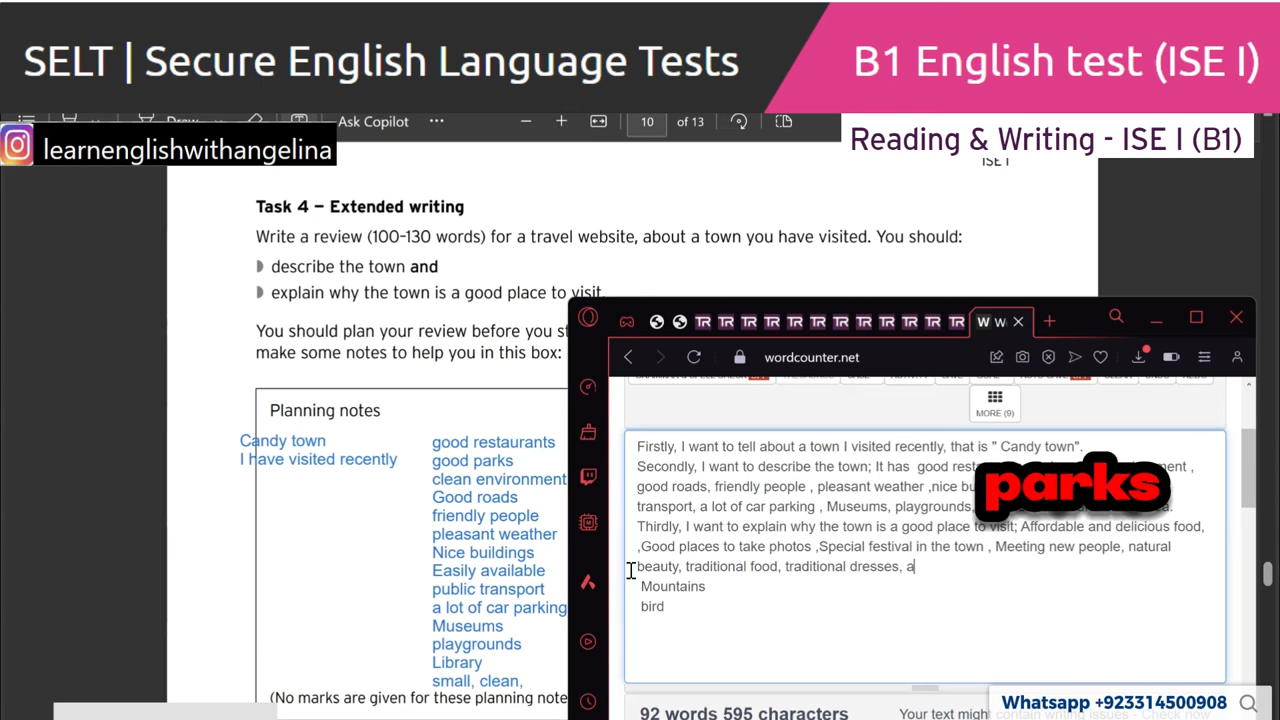 SELT | Secure English Language Tests
B1 English test (ISE I)
Draw
Ask Copilot
10 of 13
learnenglishwithangelina
Reading & Writing - ISE I (B1)
ISE I
Task 4 – Extended writing
Write a review (100-130 words) for a travel website, about a town you have visited. You should:
describe the town and
explain why the town is a good place to visit.
You should plan your review before you
make some notes to help you in this box:
Planning notes
Candy town
I have visited recently
good restaurants
good parks
clean environment
Good roads
friendly people
pleasant weather
Nice buildings
Easily available
public transport
a lot of car parking
Museums
playgrounds
Library
small, clean,
(No marks are given for these planning
wordcounter.net
MORE (9)
Firstly, I want to tell about a town I visited recently, that is " Candy town".
Secondly, I want to describe the town; It has good
good roads, friendly people , pleasant weather ,nice
transport, a lot of car parking , Museums, playgrounds,
Thirdly, I want to explain why the town is a good place to visit; Affordable and delicious food,
,Good places to take photos ,Special festival in the town , Meeting new people, natural
beauty, traditional food, traditional dresses, a
Mountains
bird
parks
92 words 595 characters
Your text might contain writing issues - Check now
Whatsapp +923314500908